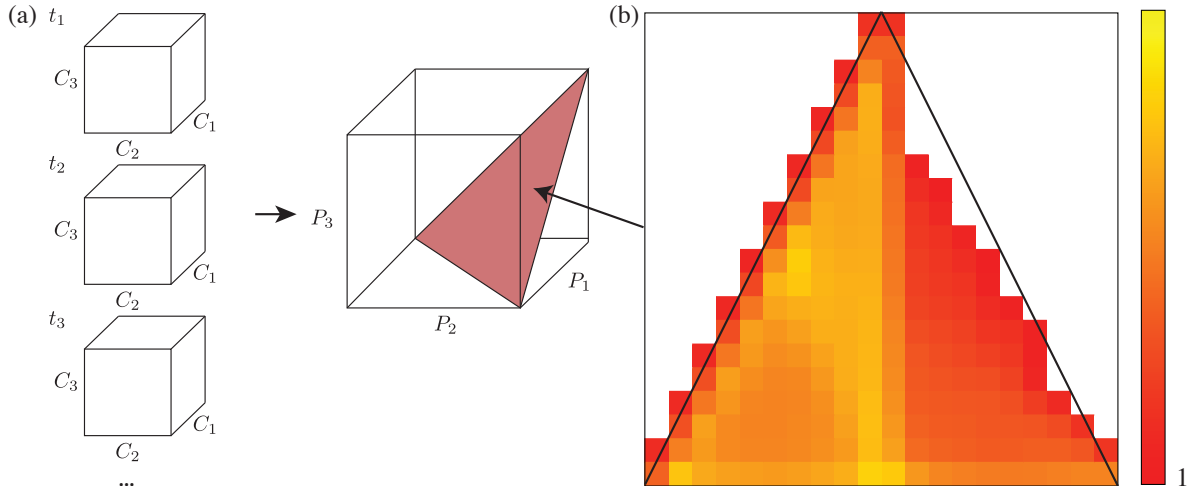 (a)
t₁
C₃
C₁
C₂
t₂
C₃
C₁
C₂
t₃
C₃
C₁
C₂
...
P₃
P₂
P₁
(b)
1